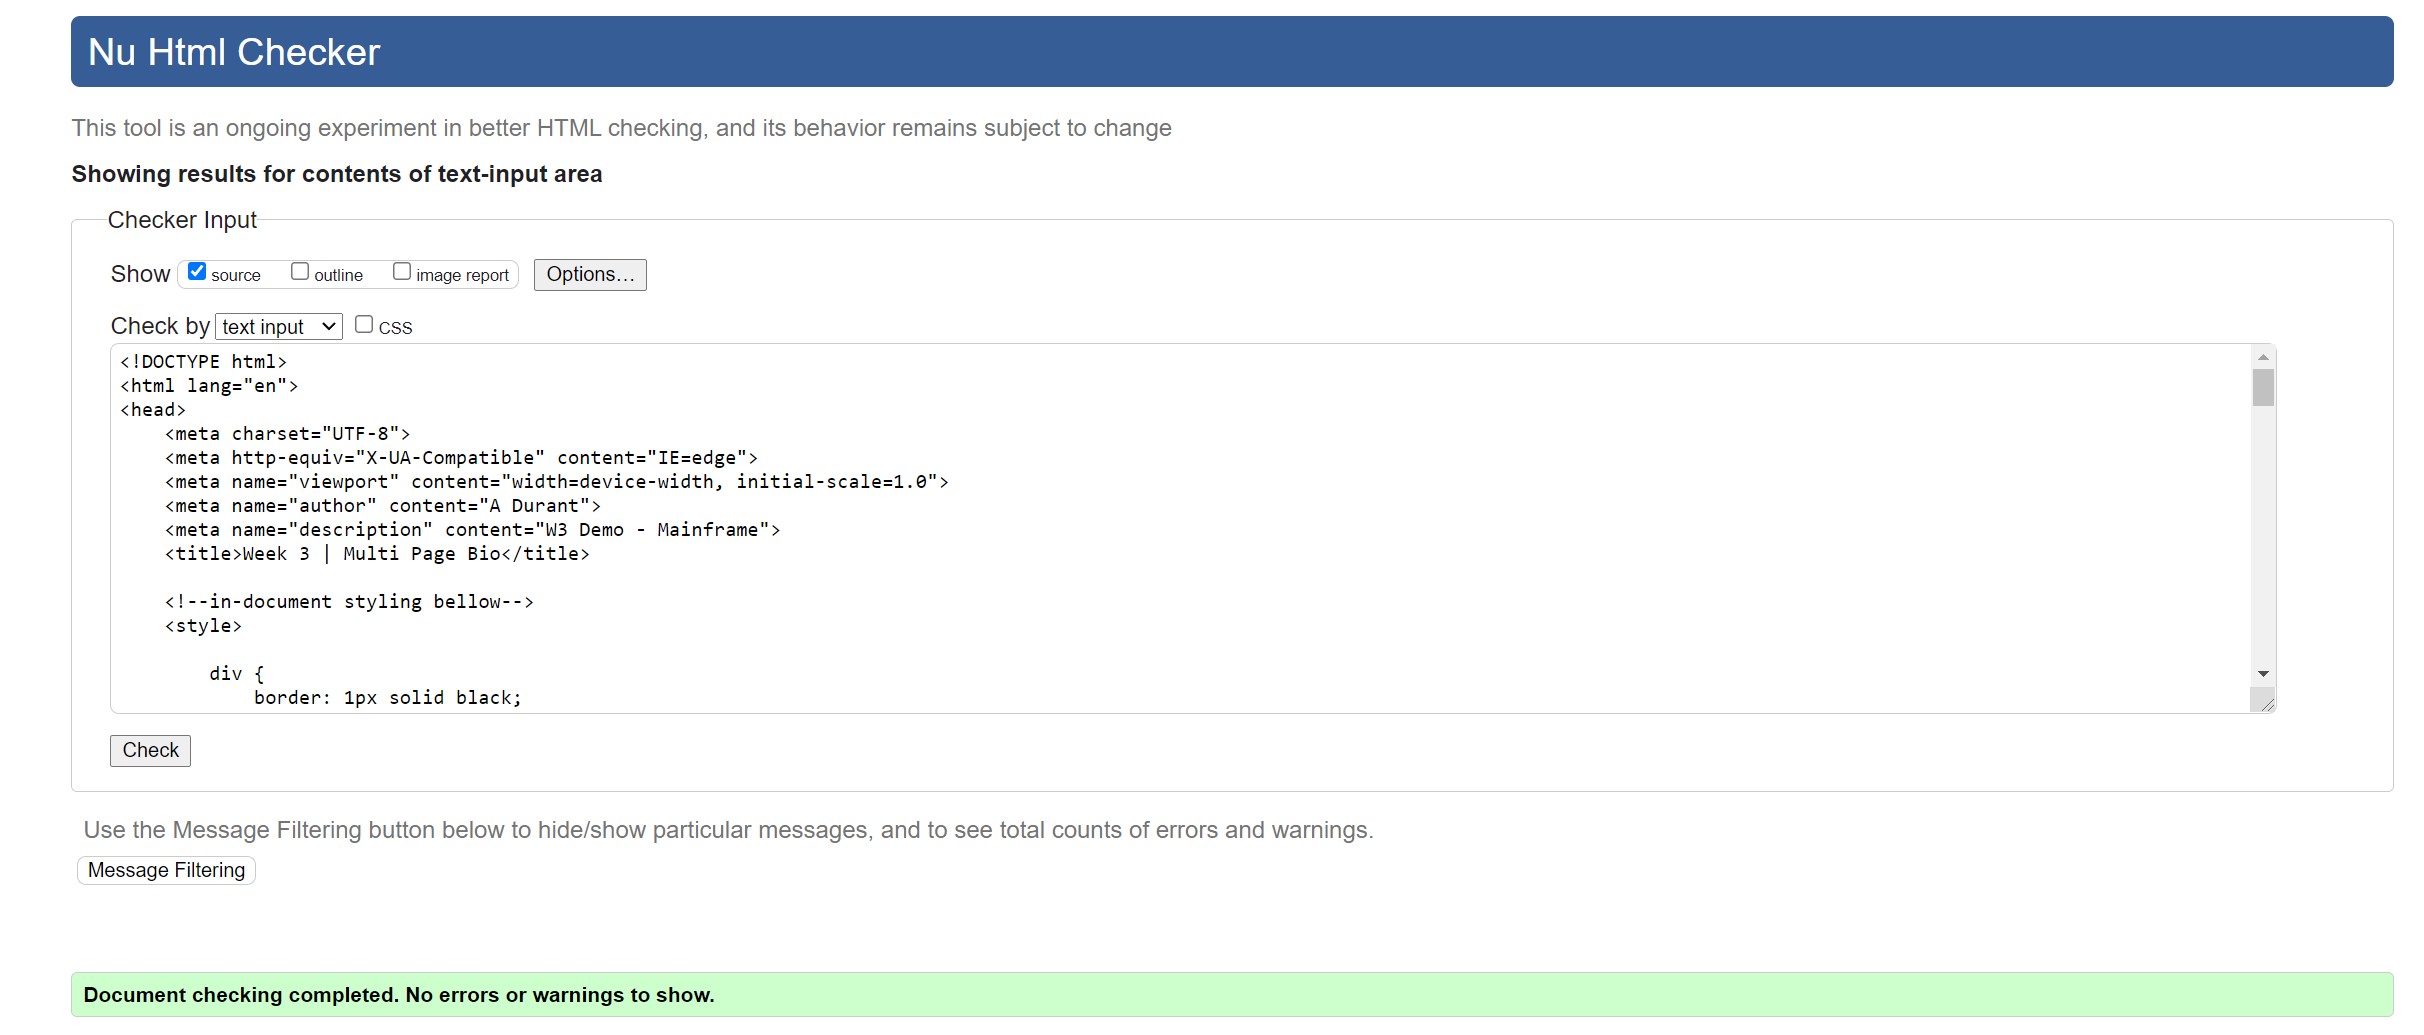 Nu Html Checker
This tool is an ongoing experiment in better HTML checking, and its behavior remains subject to change
Showing results for contents of text-input area
Checker Input
Show source outline image report Options...
Check by text input CSS
<!DOCTYPE html>
<html lang="en">
<head>
    <meta charset="UTF-8">
    <meta http-equiv="X-UA-Compatible" content="IE=edge">
    <meta name="viewport" content="width=device-width, initial-scale=1.0">
    <meta name="author" content="A Durant">
    <meta name="description" content="W3 Demo - Mainframe">
    <title>Week 3 | Multi Page Bio</title>
    <!--in-document styling bellow-->
    <style>
        div {
            border: 1px solid black;
Check
Use the Message Filtering button below to hide/show particular messages, and to see total counts of errors and warnings.
Message Filtering
Document checking completed. No errors or warnings to show.